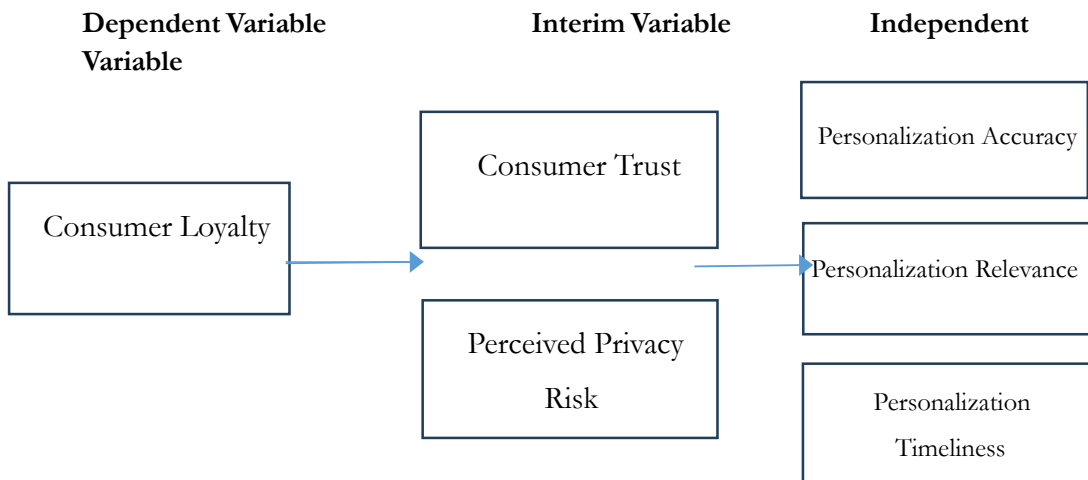 Dependent Variable Interim Variable Independent
Variable
Consumer Loyalty
Consumer Trust
Perceived Privacy
Risk
Personalization Accuracy
Personalization Relevance
Personalization
Timeliness